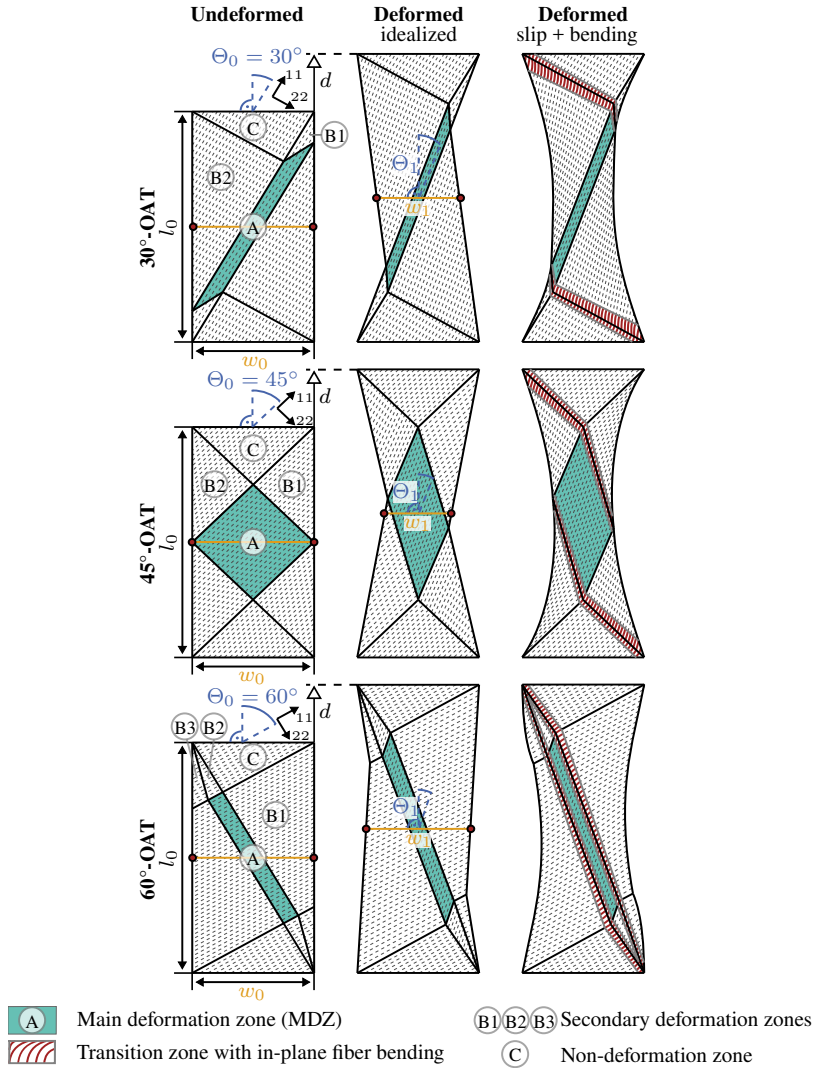 Undeformed
Deformed
idealized
Deformed
slip + bending
Θ₀ = 30°
11
22
d
C
B1
B2
Θ₁
30°-OAT
l₀
A
w₁
w₀
Θ₀ = 45°
11
22
d
C
B2
B1
Θ₁
45°-OAT
l₀
A
w₁
w₀
Θ₀ = 60°
11
22
d
B3
B2
C
B1
Θ₁
60°-OAT
l₀
A
w₁
w₀
A Main deformation zone (MDZ)
B1 B2 B3 Secondary deformation zones
Transition zone with in-plane fiber bending
C Non-deformation zone